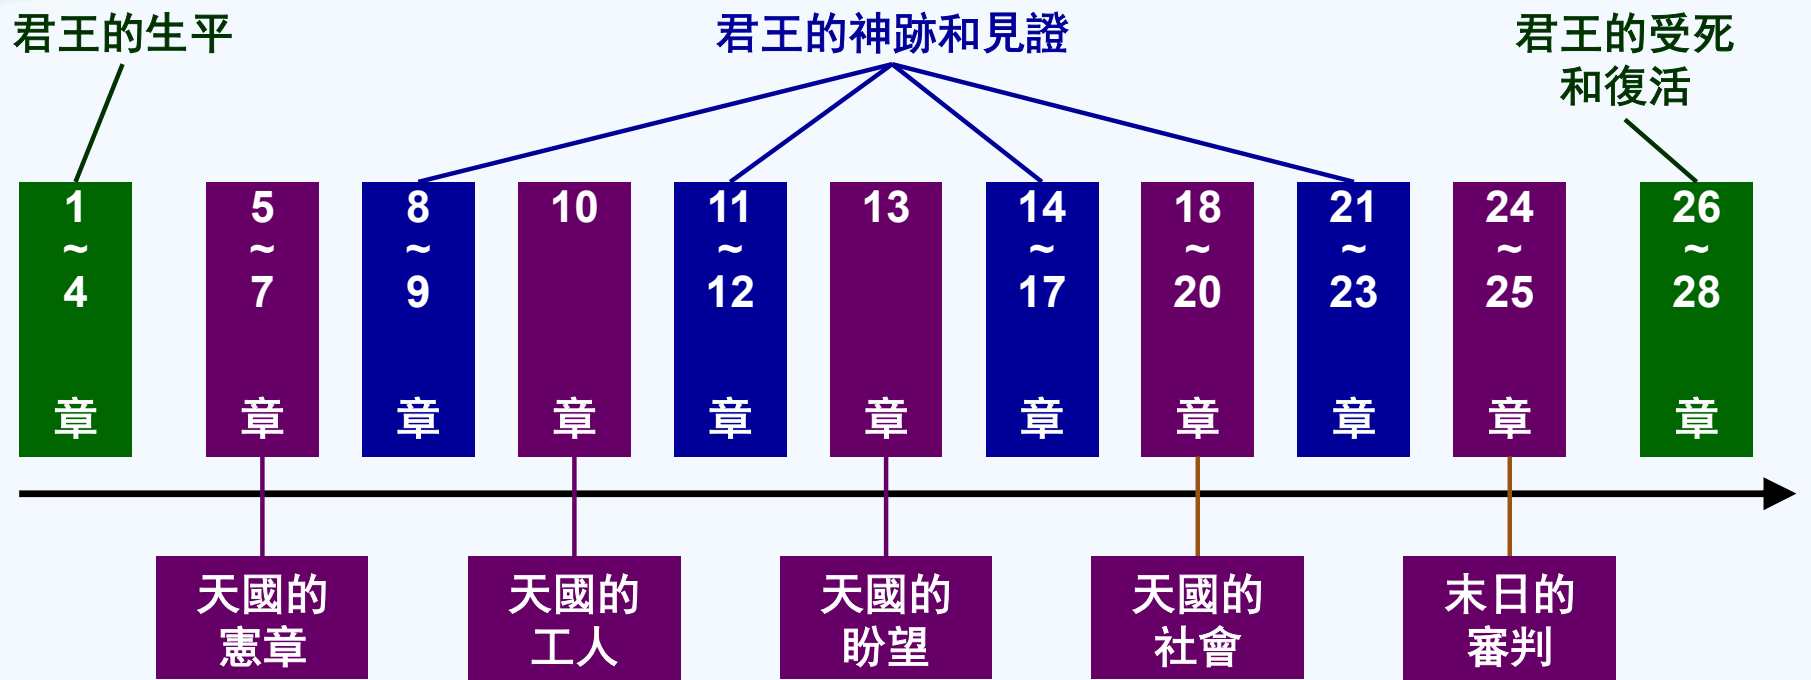 君王的生平
君王的神跡和見證
君王的受死
和復活
1
~
4
章
5
~
7
章
8
~
9
章
10
章
11
~
12
章
13
章
14
~
17
章
18
~
20
章
21
~
23
章
24
~
25
章
26
~
28
章
天國的
憲章
天國的
工人
天國的
盼望
天國的
社會
末日的
審判